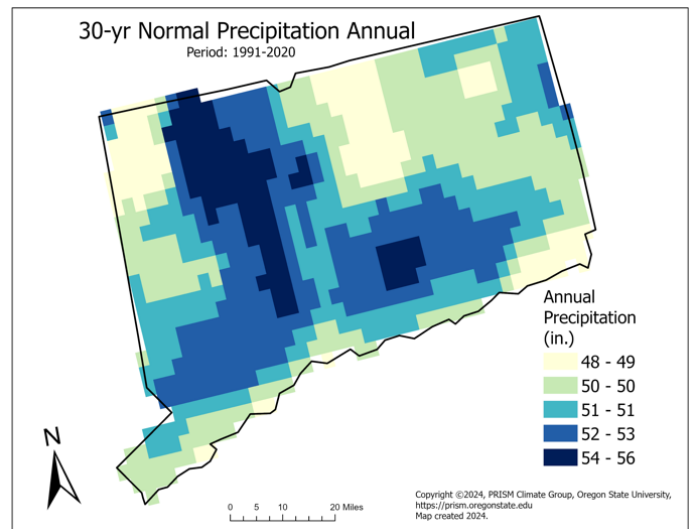 30-yr Normal Precipitation Annual
Period: 1991-2020
Annual
Precipitation
(in.)
48 - 49
50 - 50
51 - 51
52 - 53
54 - 56
N
0 5 10 20 Miles
Copyright ©2024, PRISM Climate Group, Oregon State University,
https://prism.oregonstate.edu
Map created 2024.